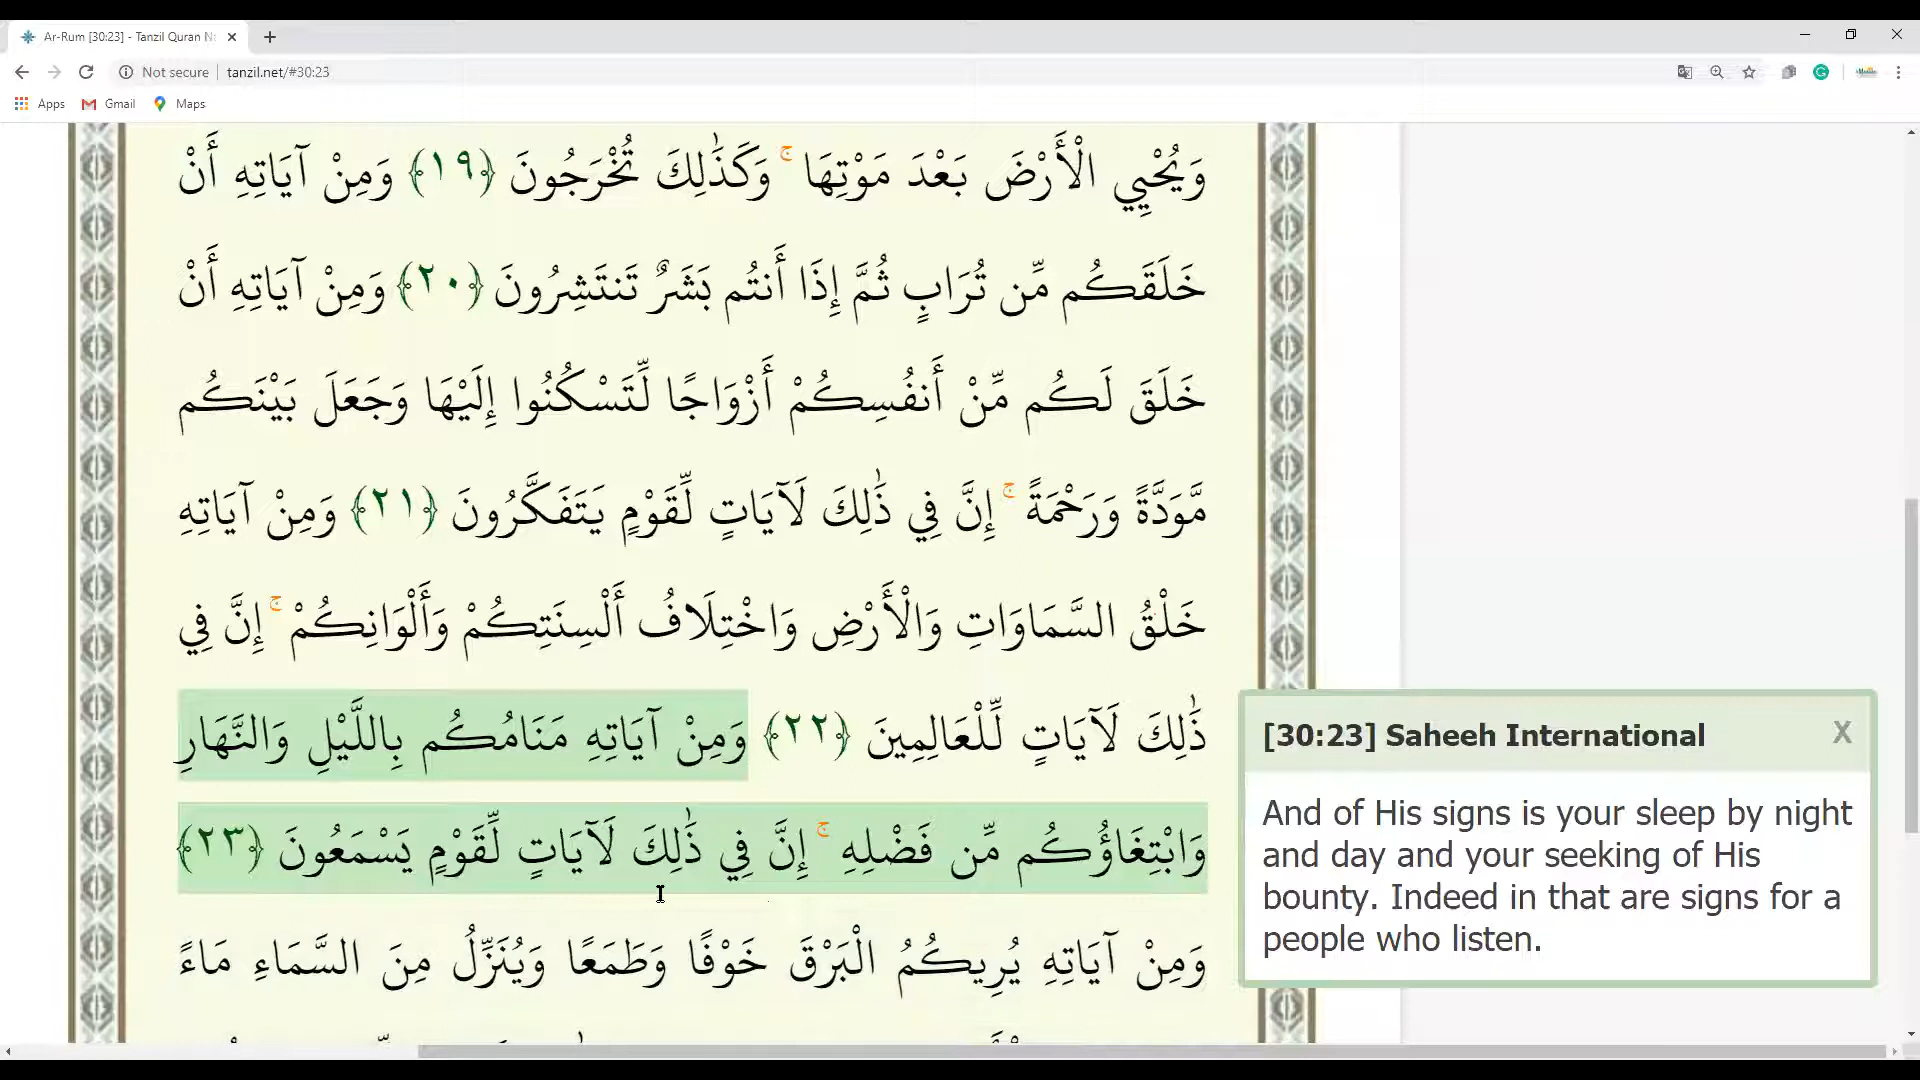 Ar-Rum [30:23] - Tanzil Quran N
Not secure tanzil.net/#30:23
Apps Gmail Maps
وَيُحْيِي الْأَرْضَ بَعْدَ مَوْتِهَا ۚ وَكَذَٰلِكَ تُخْرَجُونَ ﴿١٩﴾ وَمِنْ آيَاتِهِ أَنْ
خَلَقَكُم مِّن تُرَابٍ ثُمَّ إِذَا أَنتُم بَشَرٌ تَنتَشِرُونَ ﴿٢٠﴾ وَمِنْ آيَاتِهِ أَنْ
خَلَقَ لَكُم مِّنْ أَنفُسِكُمْ أَزْوَاجًا لِّتَسْكُنُوا إِلَيْهَا وَجَعَلَ بَيْنَكُم
مَّوَدَّةً وَرَحْمَةً ۚ إِنَّ فِي ذَٰلِكَ لَآيَاتٍ لِّقَوْمٍ يَتَفَكَّرُونَ ﴿٢١﴾ وَمِنْ آيَاتِهِ
خَلْقُ السَّمَاوَاتِ وَالْأَرْضِ وَاخْتِلَافُ أَلْسِنَتِكُمْ وَأَلْوَانِكُمْ ۚ إِنَّ فِي
ذَٰلِكَ لَآيَاتٍ لِّلْعَالِمِينَ ﴿٢٢﴾ وَمِنْ آيَاتِهِ مَنَامُكُم بِاللَّيْلِ وَالنَّهَارِ
وَابْتِغَاؤُكُم مِّن فَضْلِهِ ۚ إِنَّ فِي ذَٰلِكَ لَآيَاتٍ لِّقَوْمٍ يَسْمَعُونَ ﴿٢٣﴾
وَمِنْ آيَاتِهِ يُرِيكُمُ الْبَرْقَ خَوْفًا وَطَمَعًا وَيُنَزِّلُ مِنَ السَّمَاءِ مَاءً
[30:23] Saheeh International X
And of His signs is your sleep by night
and day and your seeking of His
bounty. Indeed in that are signs for a
people who listen.